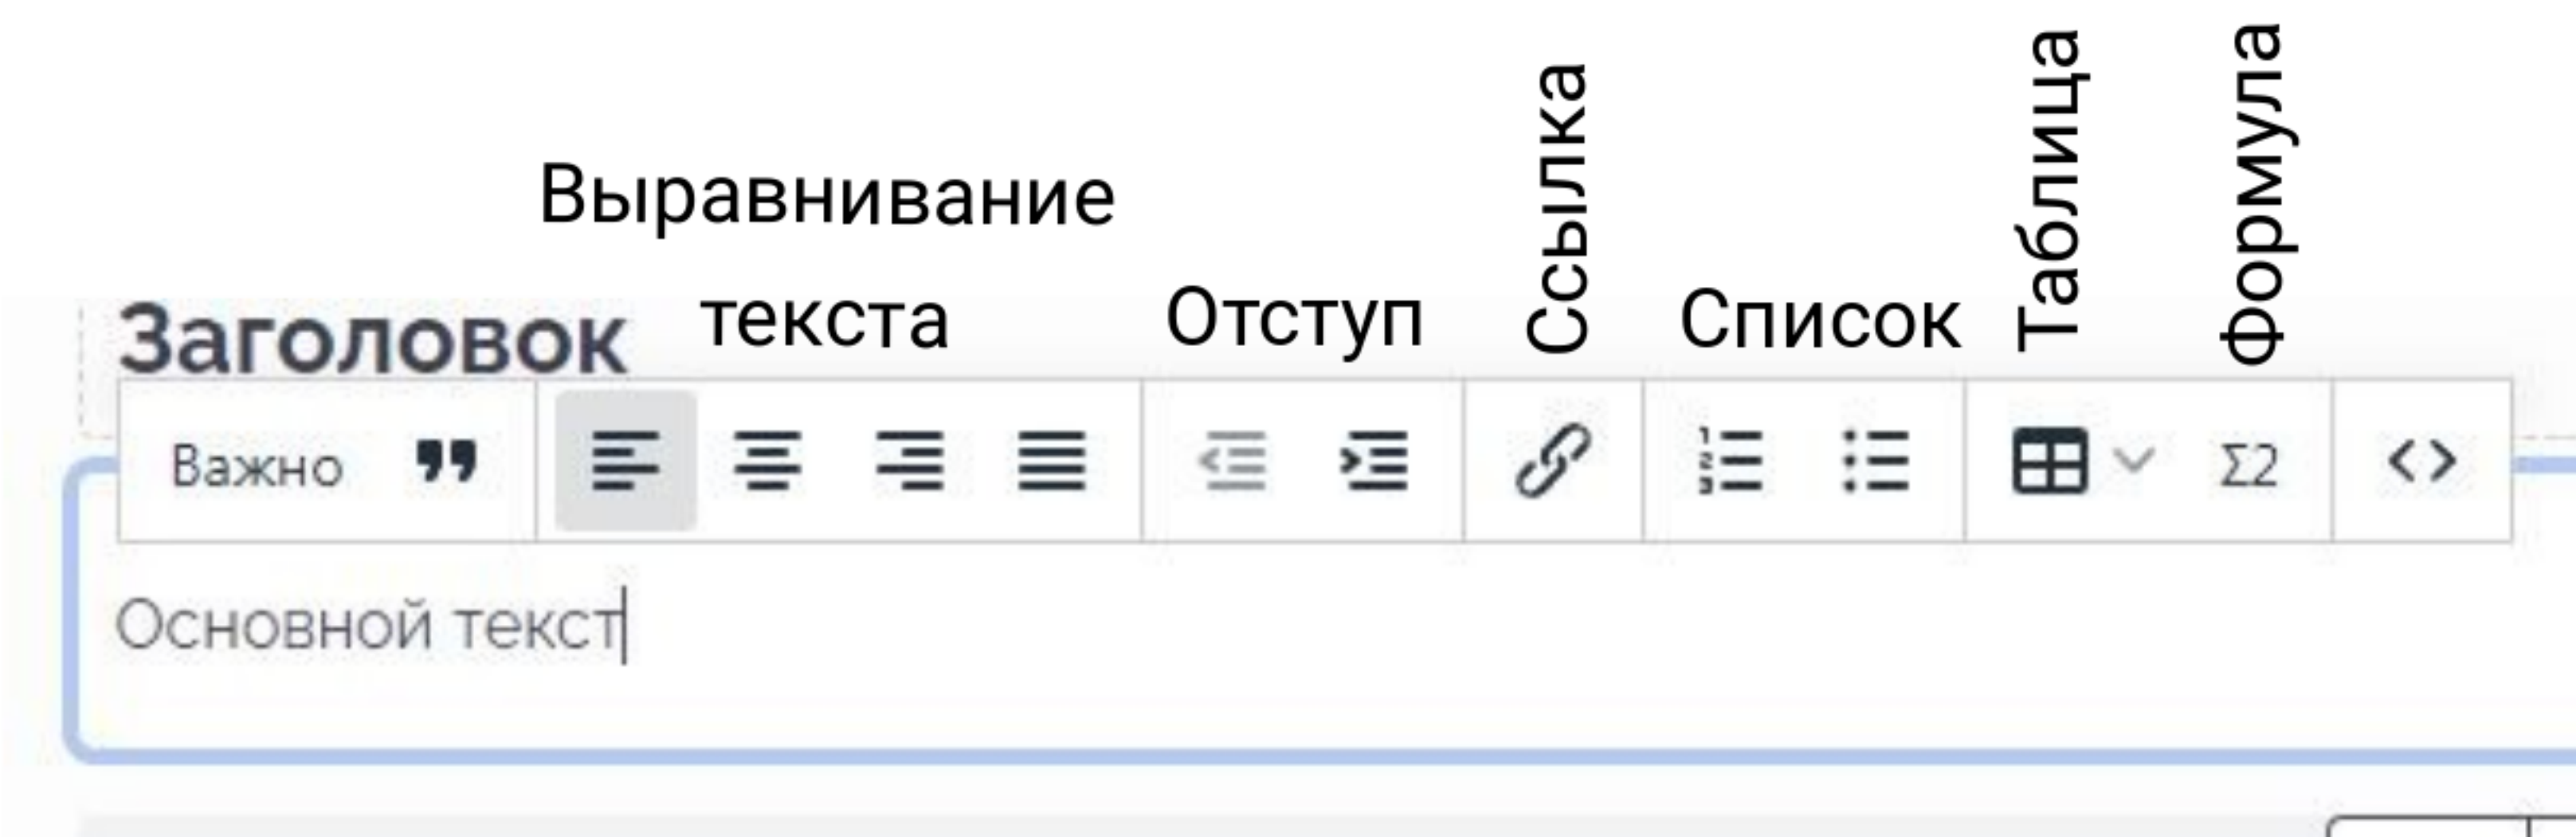 Выравнивание
текста
Отступ
Ссылка
Список
Таблица
Формула
Заголовок
Важно
Σ2
Основной текст